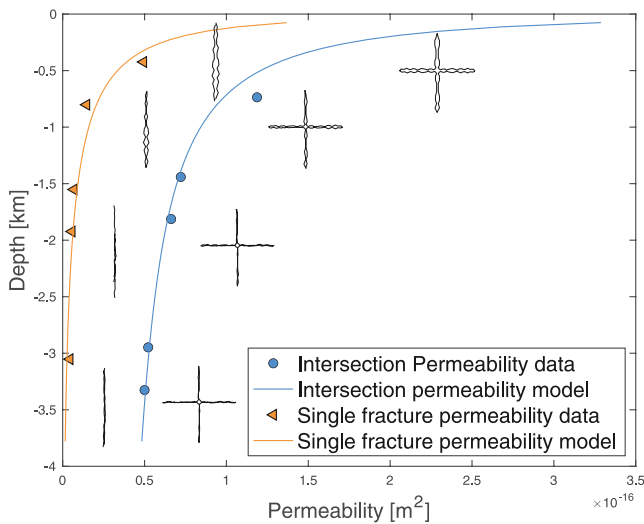 0
-0.5
-1
-1.5
-2
-2.5
-3
-3.5
-4
Depth [km]
Intersection Permeability data
Intersection permeability model
Single fracture permeability data
Single fracture permeability model
0 0.5 1 1.5 2 2.5 3 3.5
Permeability [m²]
×10⁻¹⁶